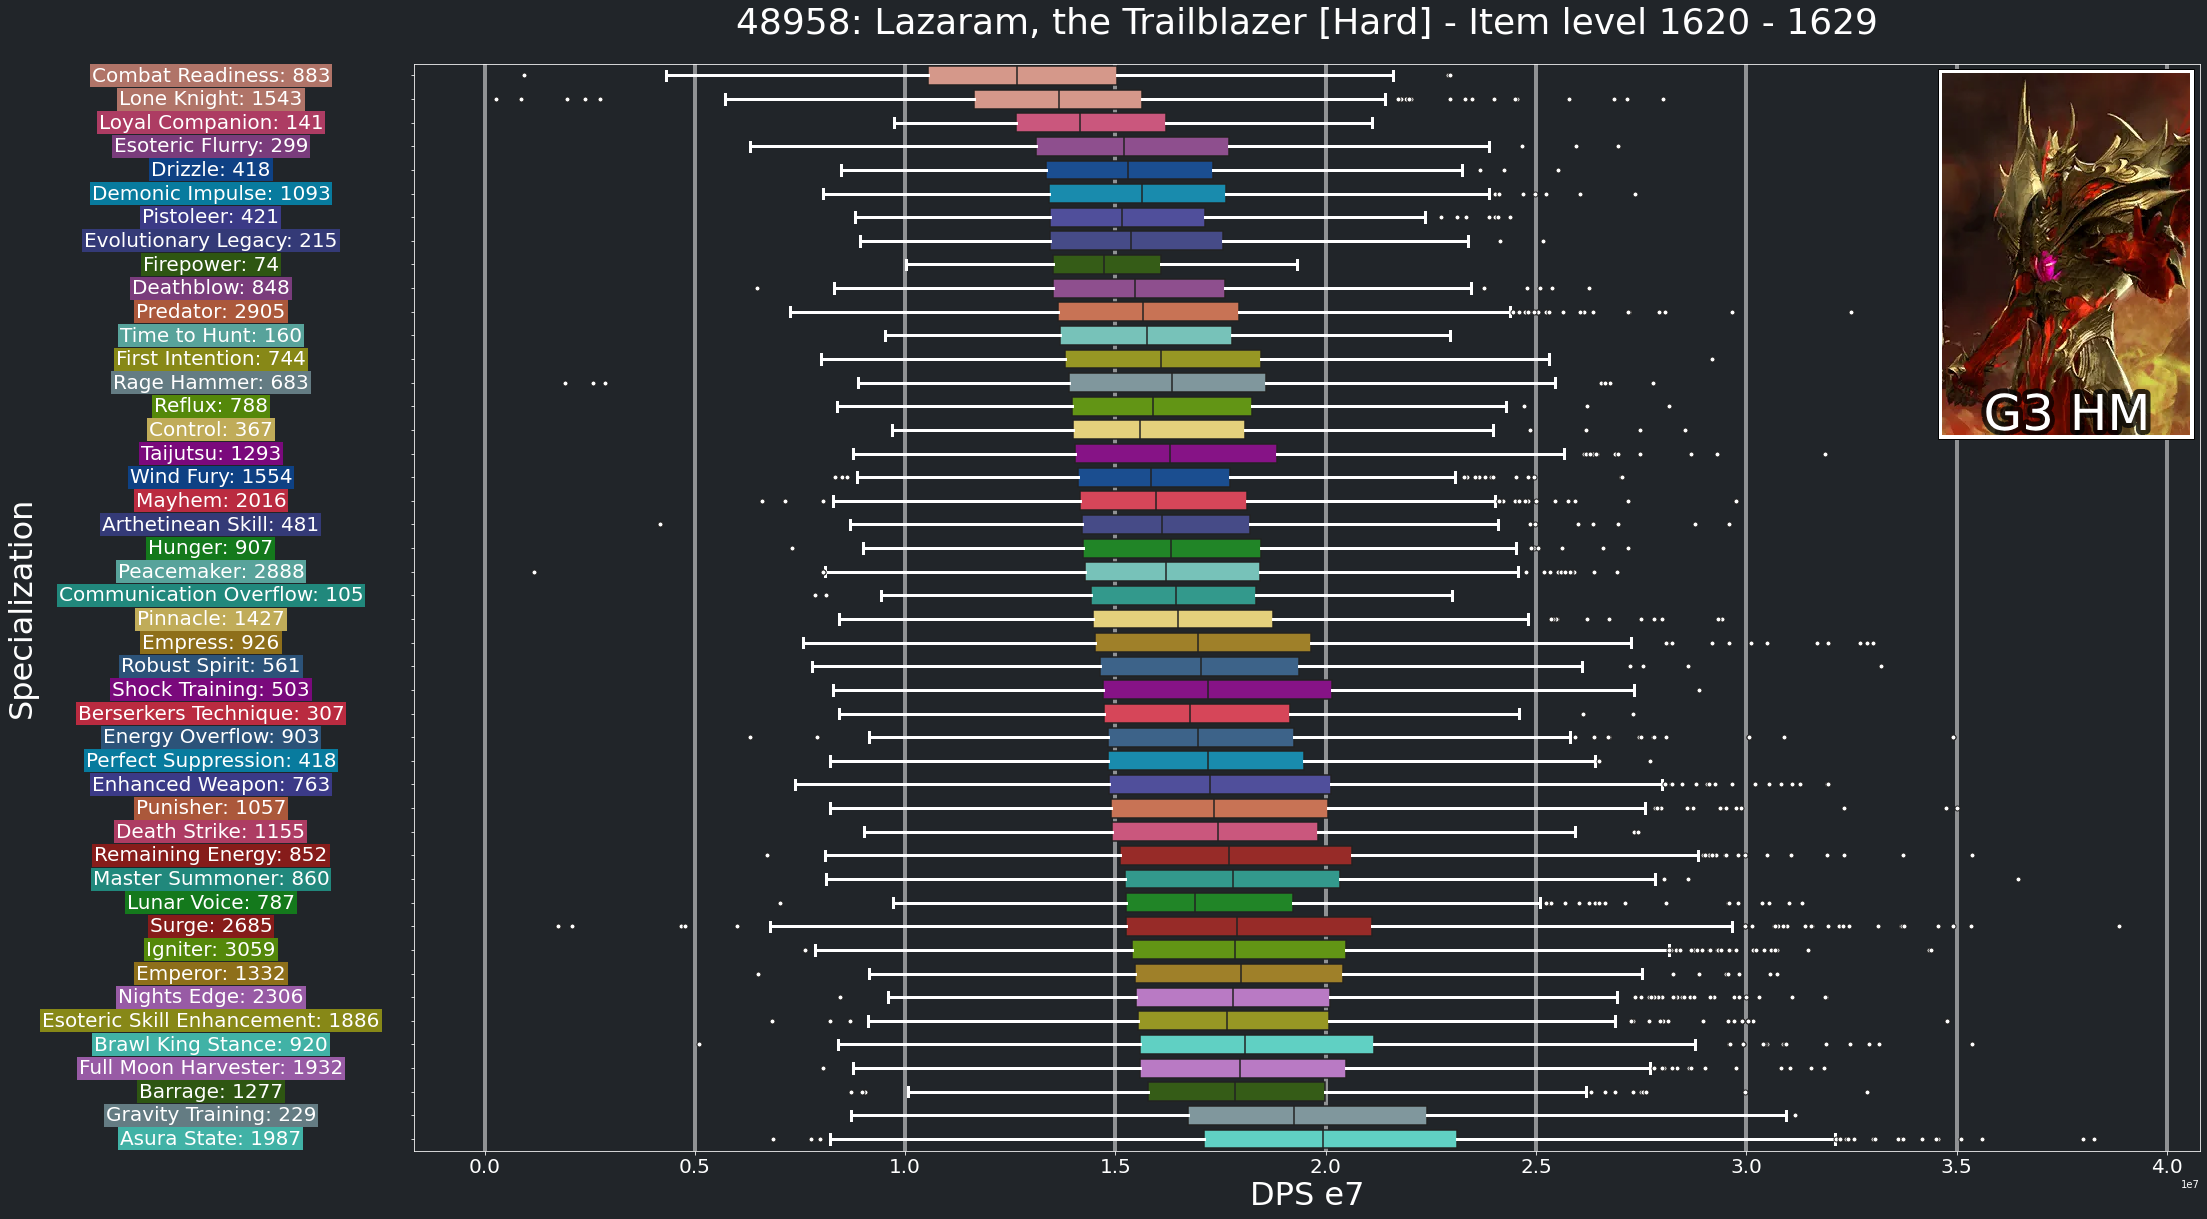 48958: Lazaram, the Trailblazer [Hard] - Item level 1620 - 1629
Combat Readiness: 883
Lone Knight: 1543
Loyal Companion: 141
Esoteric Flurry: 299
Drizzle: 418
Demonic Impulse: 1093
Pistoleer: 421
Evolutionary Legacy: 215
Firepower: 74
Deathblow: 848
Predator: 2905
Time to Hunt: 160
First Intention: 744
Rage Hammer: 683
Reflux: 788
Control: 367
Taijutsu: 1293
Wind Fury: 1554
Mayhem: 2016
Arthetinean Skill: 481
Hunger: 907
Peacemaker: 2888
Communication Overflow: 105
Pinnacle: 1427
Empress: 926
Robust Spirit: 561
Shock Training: 503
Berserkers Technique: 307
Energy Overflow: 903
Perfect Suppression: 418
Enhanced Weapon: 763
Punisher: 1057
Death Strike: 1155
Remaining Energy: 852
Master Summoner: 860
Lunar Voice: 787
Surge: 2685
Igniter: 3059
Emperor: 1332
Nights Edge: 2306
Esoteric Skill Enhancement: 1886
Brawl King Stance: 920
Full Moon Harvester: 1932
Barrage: 1277
Gravity Training: 229
Asura State: 1987
Specialization
G3 HM
0.0 0.5 1.0 1.5 2.0 2.5 3.0 3.5 4.0
1e7
DPS e7